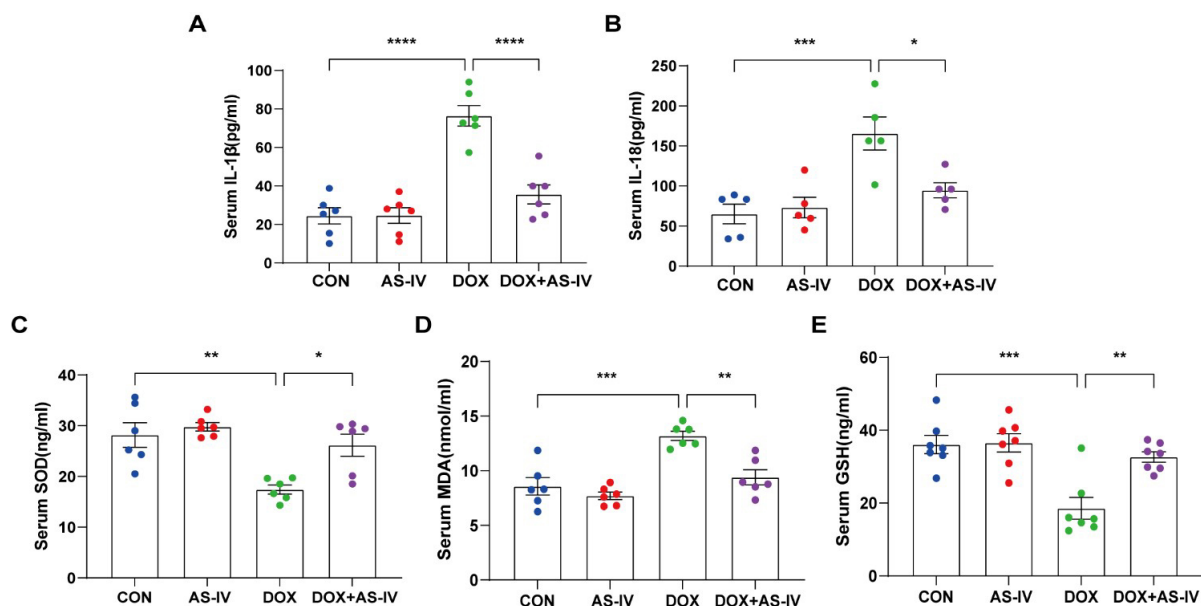 A
**** ****
Serum IL-1β(pg/ml)
100
80
60
40
20
0
CON AS-IV DOX DOX+AS-IV
B
*** *
Serum IL-18(pg/ml)
250
200
150
100
50
0
CON AS-IV DOX DOX+AS-IV
C
** *
Serum SOD(ng/ml)
40
30
20
10
0
CON AS-IV DOX DOX+AS-IV
D
*** **
Serum MDA(nmol/ml)
20
15
10
5
0
CON AS-IV DOX DOX+AS-IV
E
*** **
Serum GSH(ng/ml)
60
40
20
0
CON AS-IV DOX DOX+AS-IV